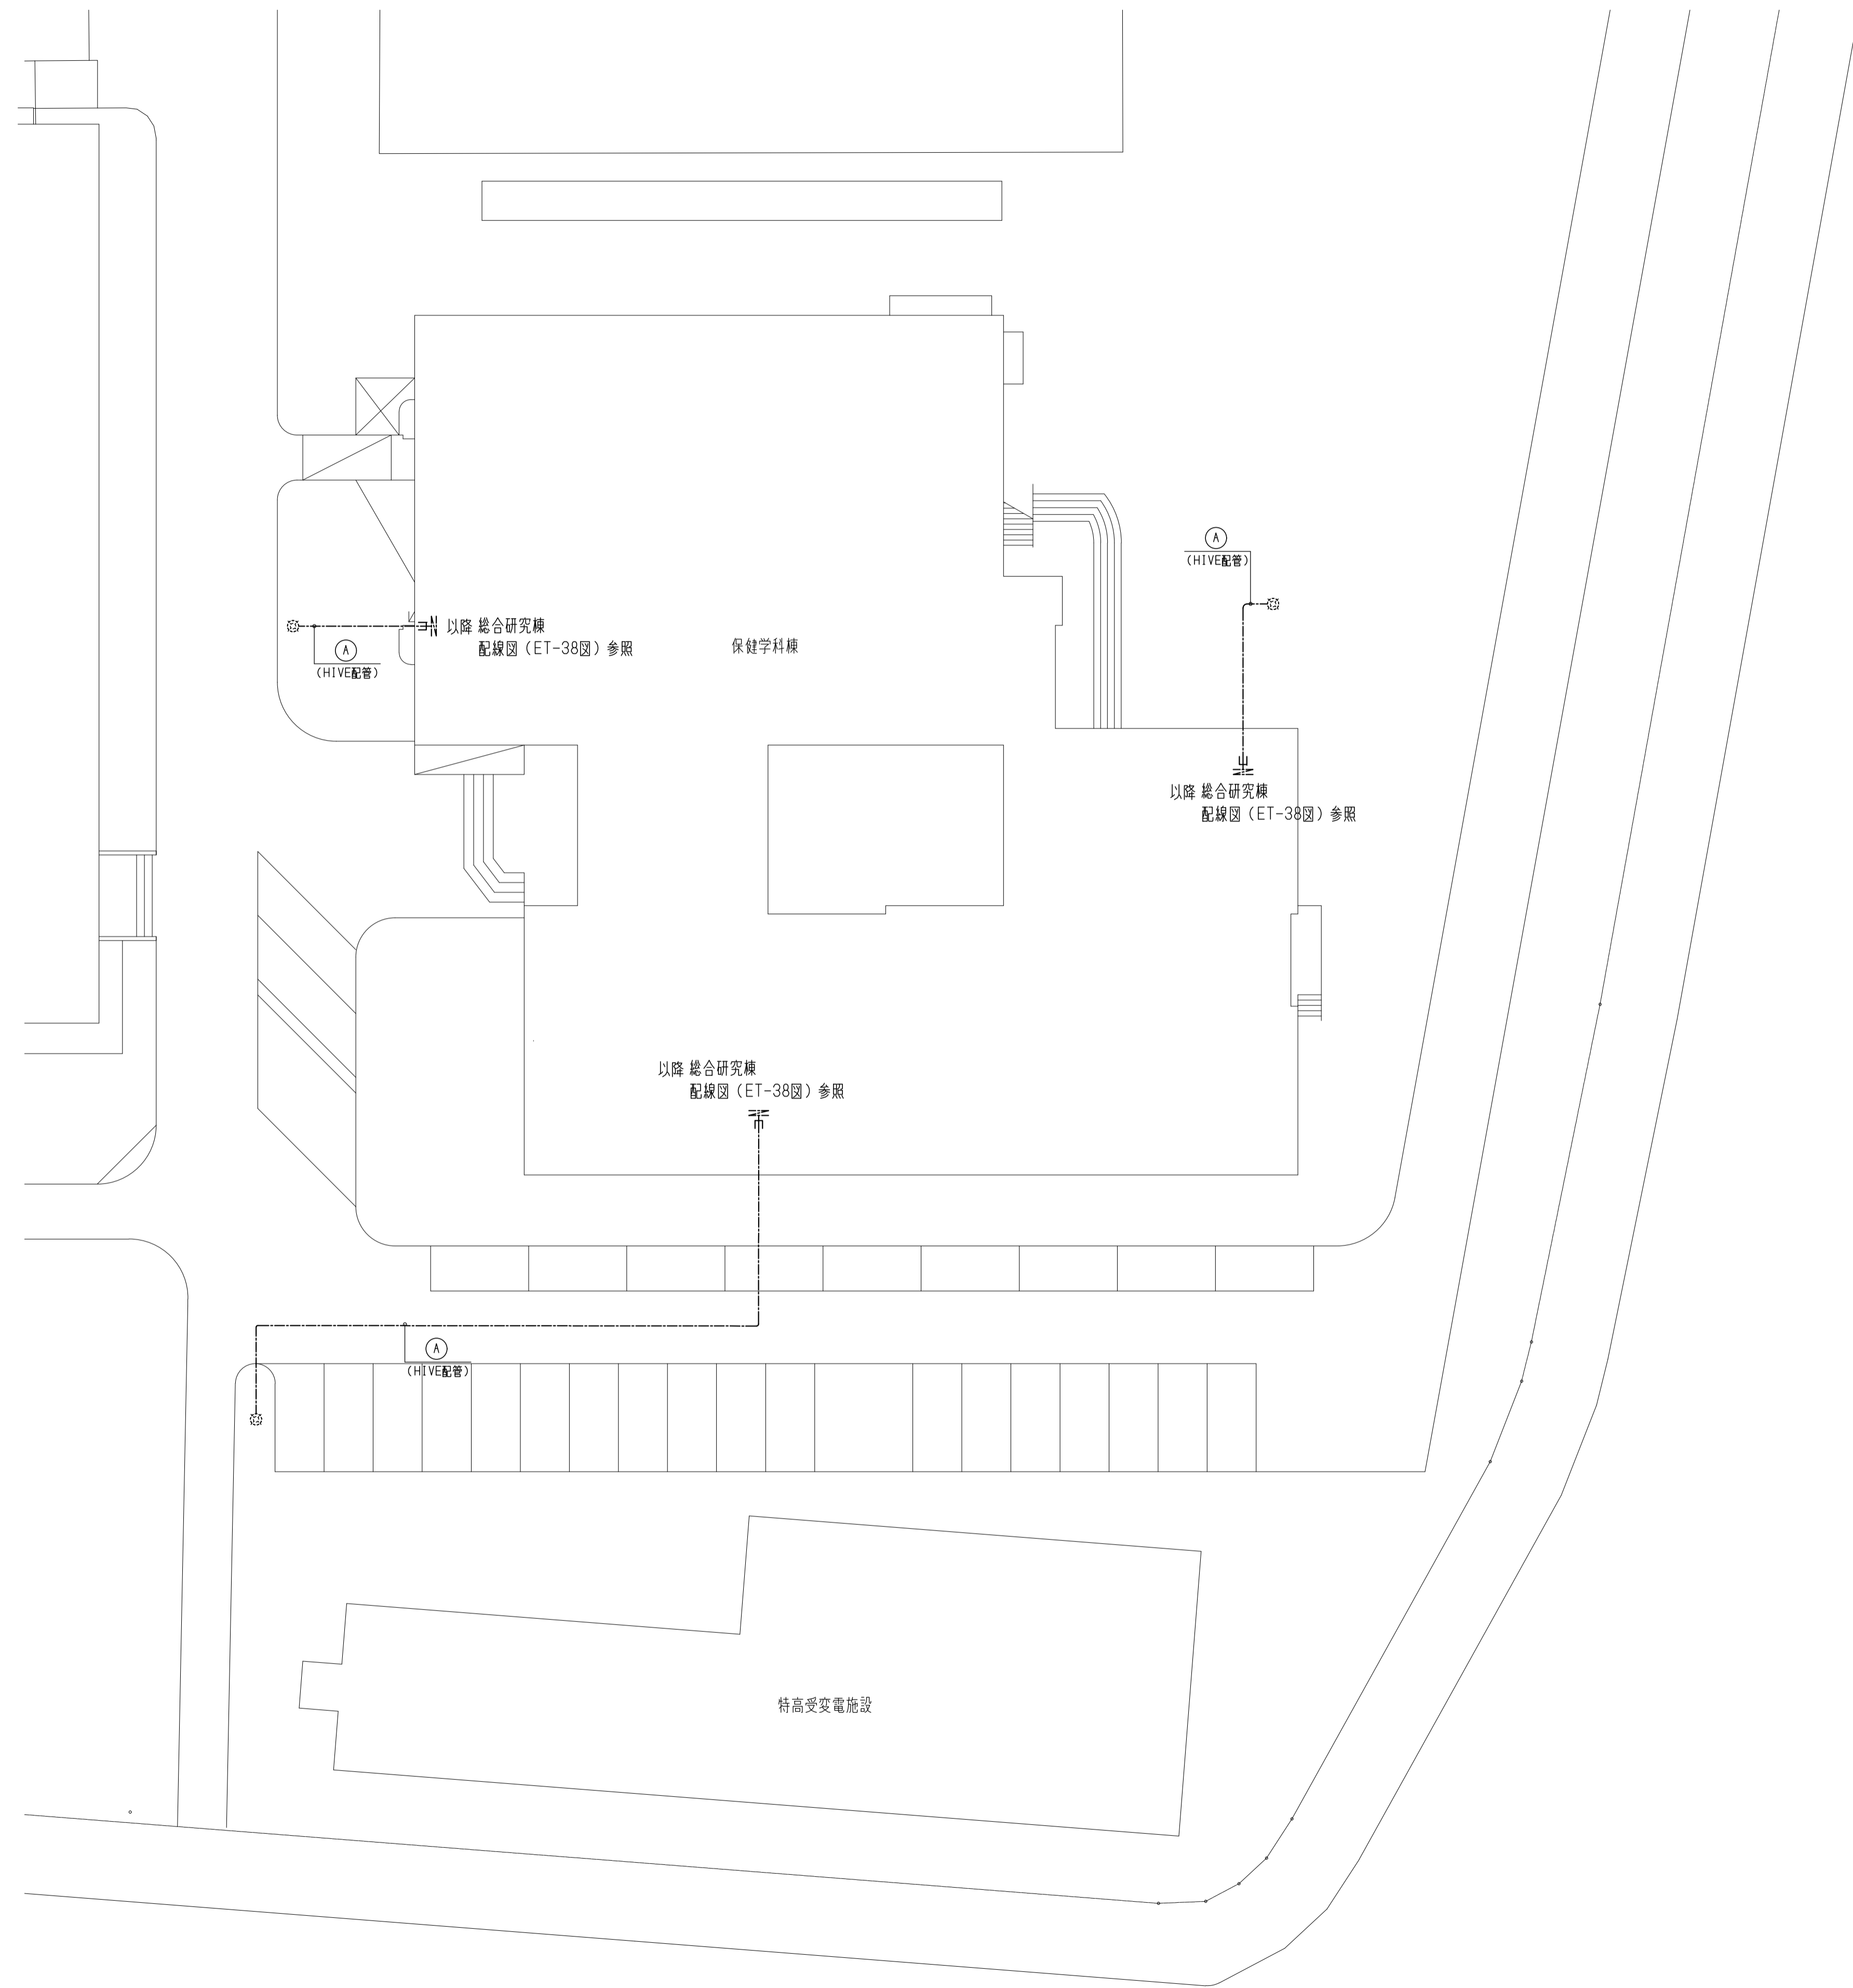 A
(HIVE配管)
以降 総合研究棟
配線図(ET-38図)参照
A
(HIVE配管)
保健学科棟
以降 総合研究棟
配線図(ET-38図)参照
以降 総合研究棟
配線図(ET-38図)参照
A
(HIVE配管)
特高受変電施設